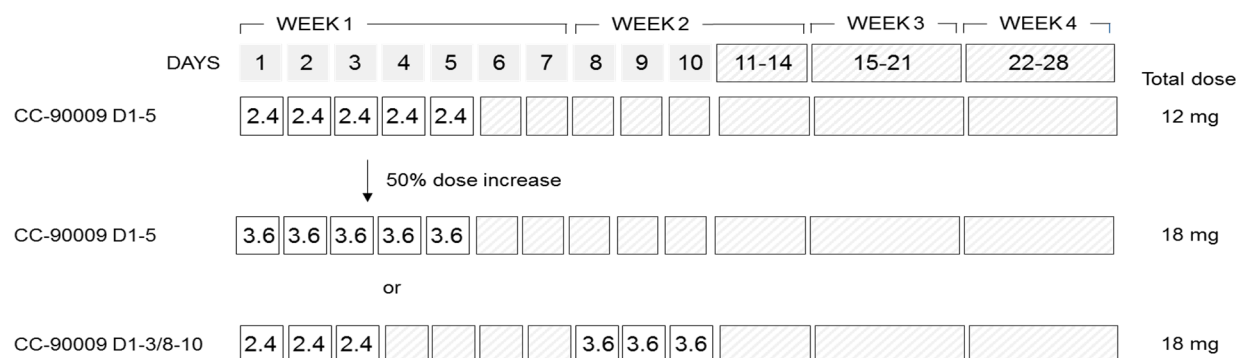 WEEK 1 WEEK 2 WEEK 3 WEEK 4
DAYS 1 2 3 4 5 6 7 8 9 10 11-14 15-21 22-28
Total dose
CC-90009 D1-5 2.4 2.4 2.4 2.4 2.4 12 mg
50% dose increase
CC-90009 D1-5 3.6 3.6 3.6 3.6 3.6 18 mg
or
CC-90009 D1-3/8-10 2.4 2.4 2.4 3.6 3.6 3.6 18 mg